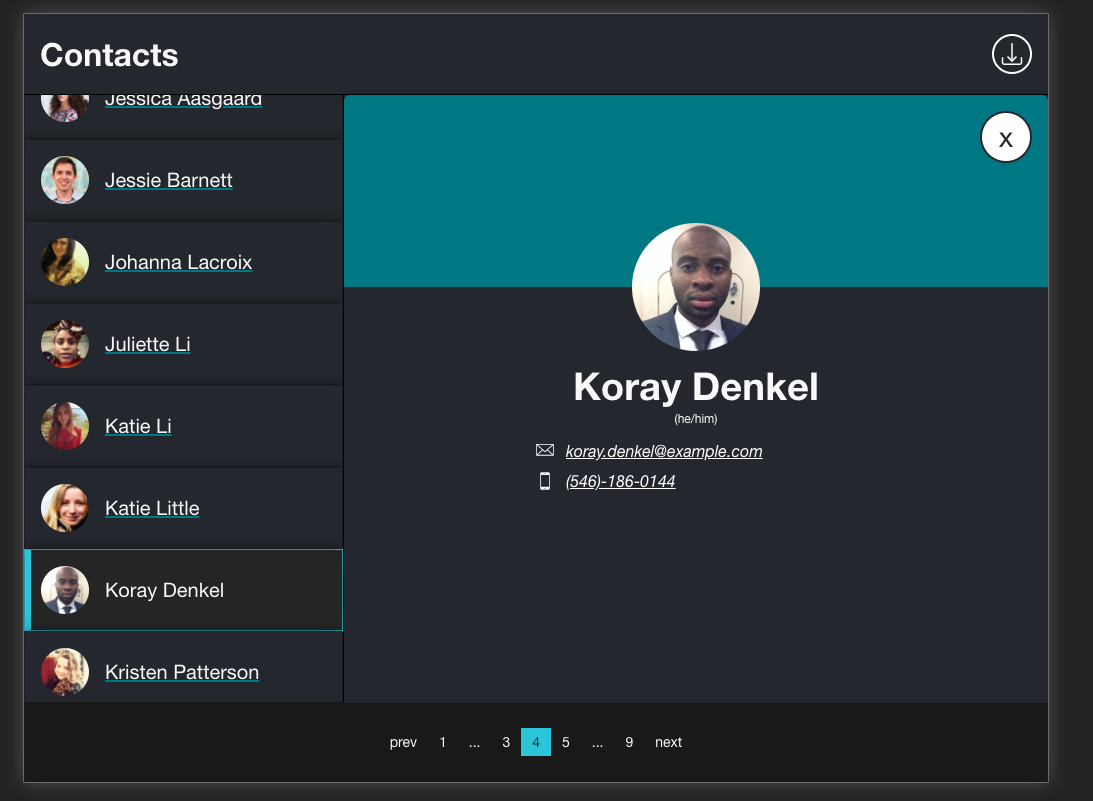 Contacts
Jessica Aasgaard
Jessie Barnett
Johanna Lacroix
Juliette Li
Katie Li
Katie Little
Koray Denkel
Kristen Patterson
x
Koray Denkel
(he/him)
koray.denkel@example.com
(546)-186-0144
prev 1 ... 3 4 5 ... 9 next